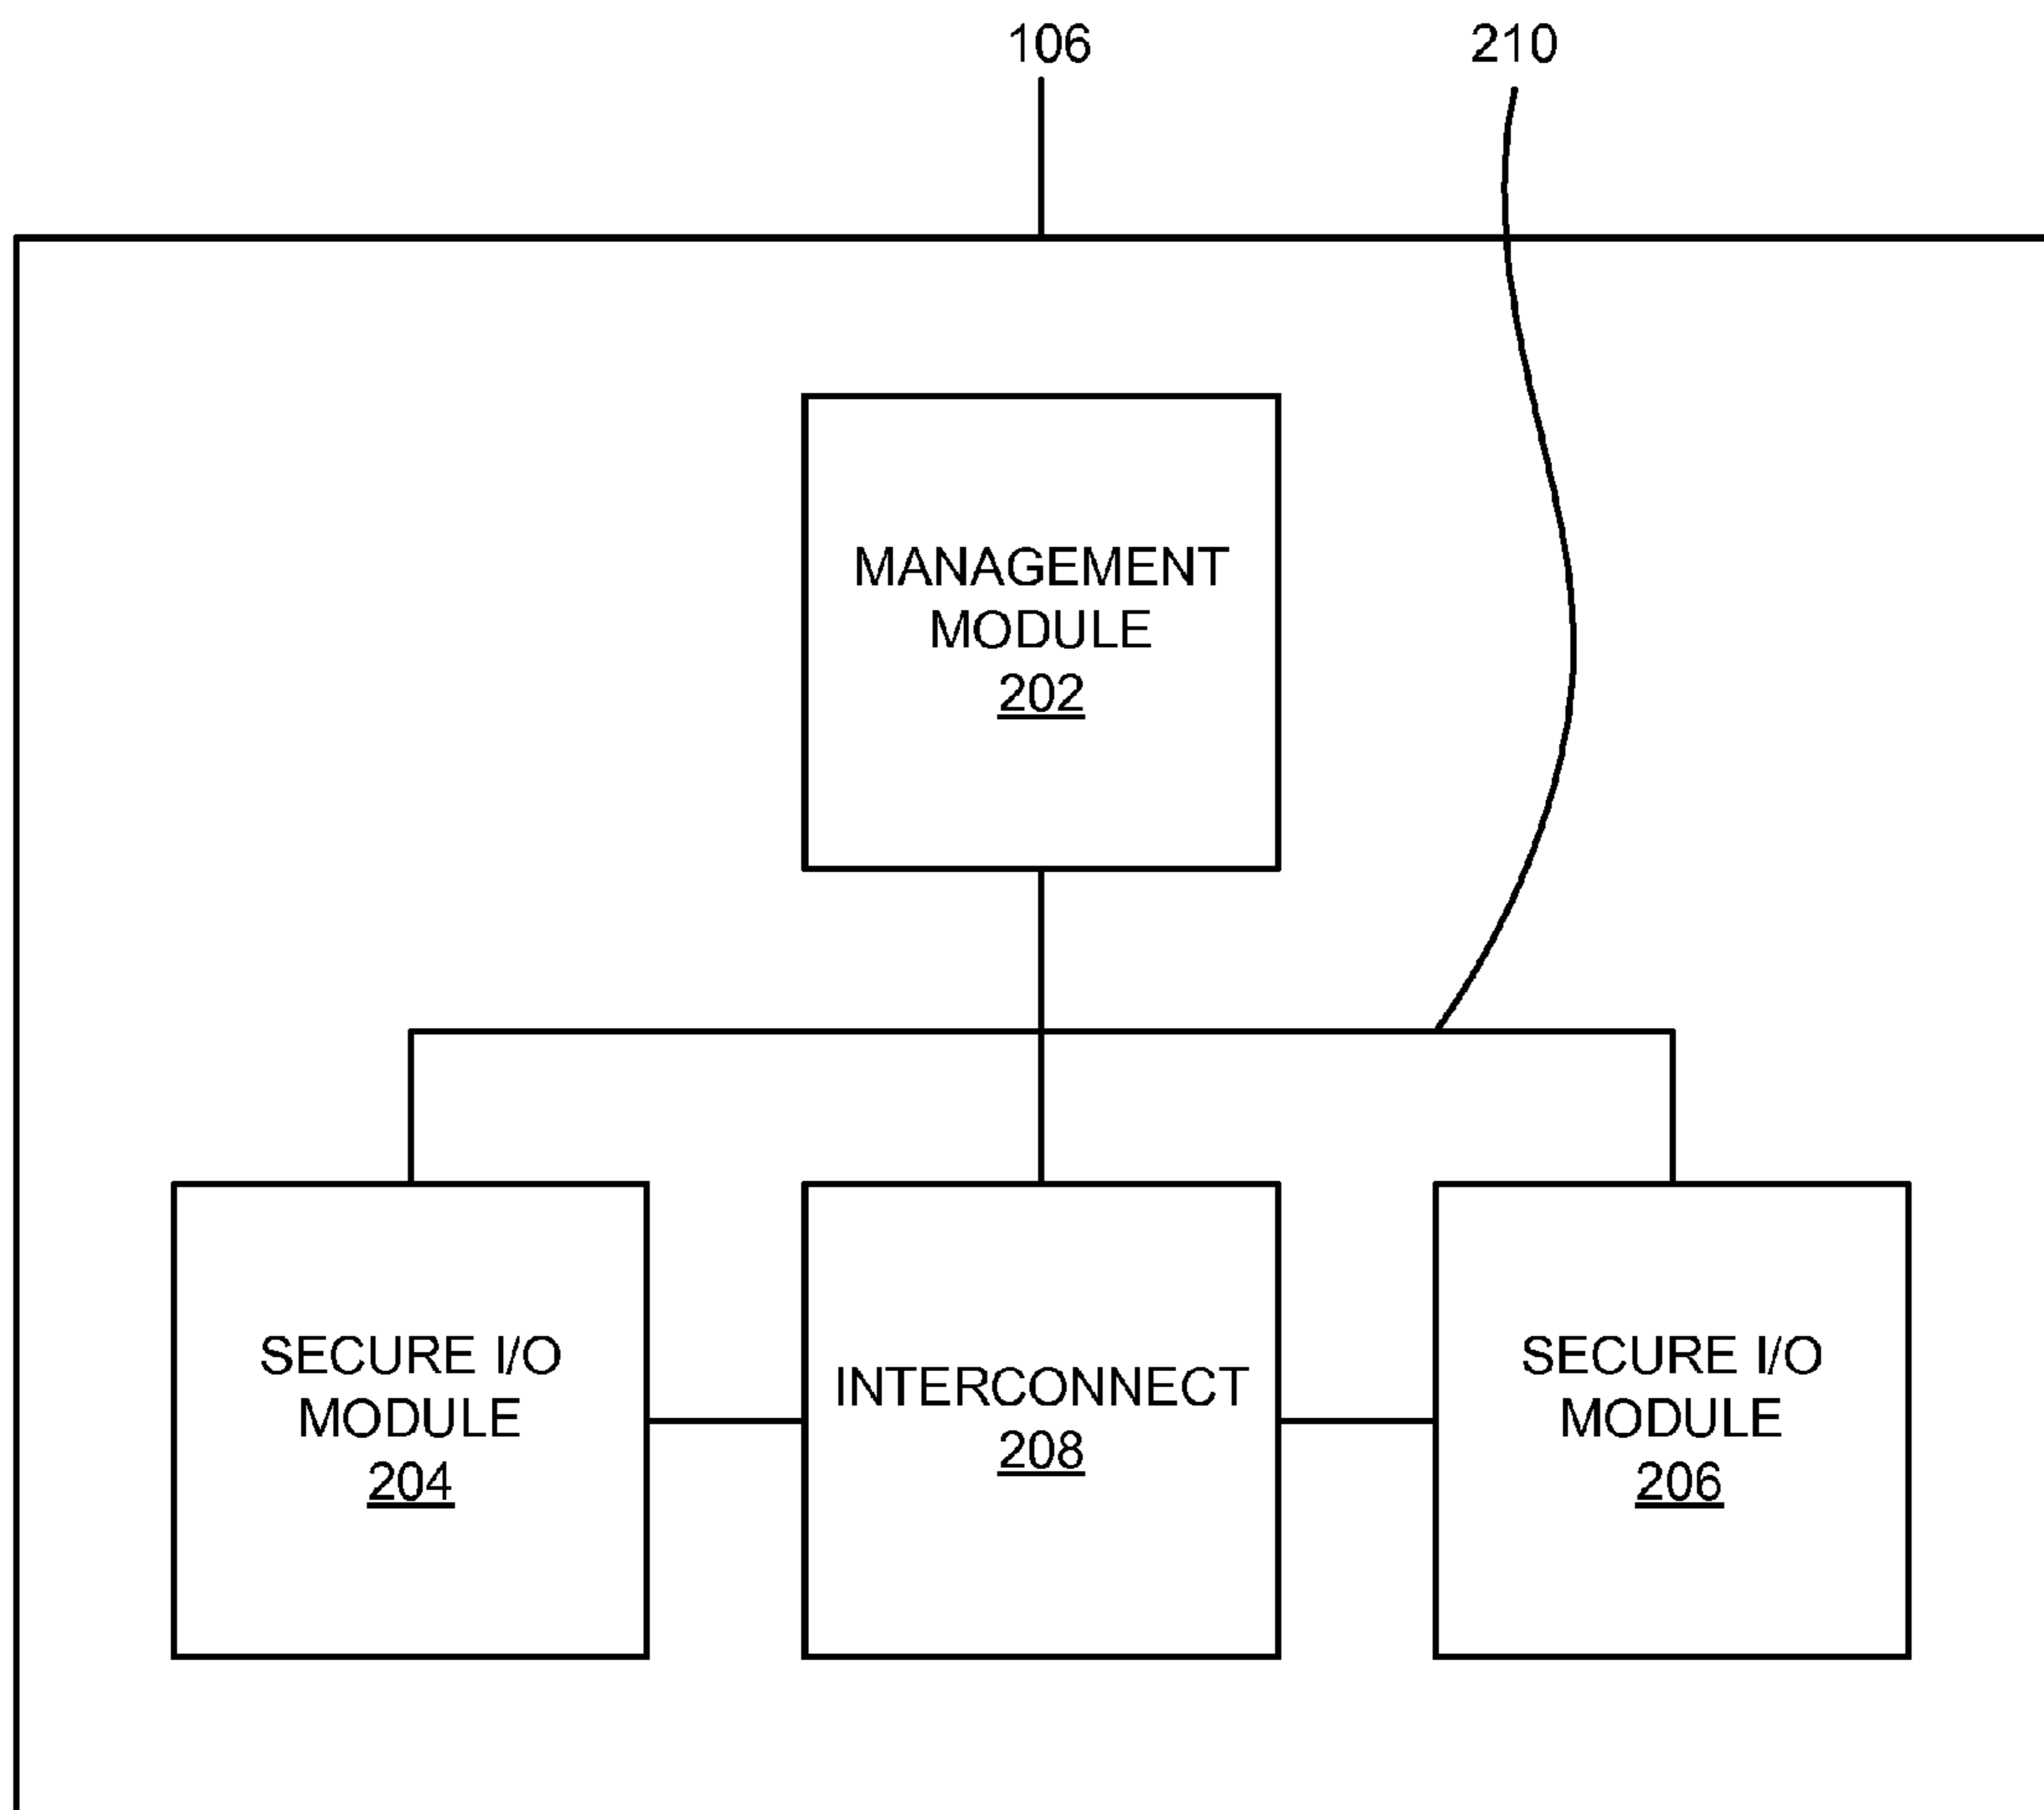 106
210
MANAGEMENT
MODULE
202
SECURE I/O
MODULE
204
INTERCONNECT
208
SECURE I/O
MODULE
206